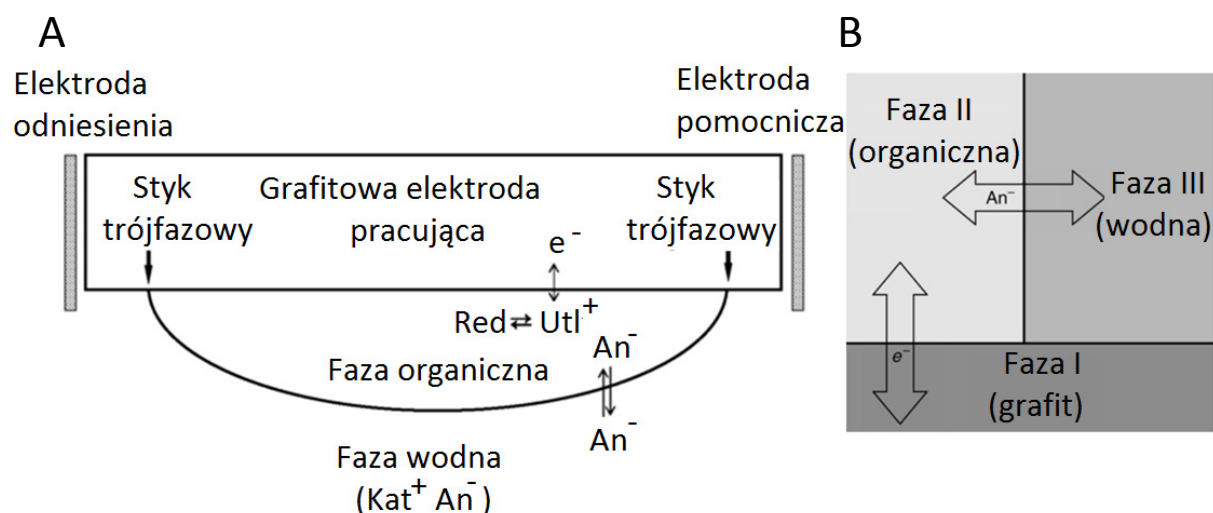 A
Elektroda
odniesienia
Elektroda
pomocnicza
Styk
trójfazowy
Grafitowa elektroda
pracująca
Styk
trójfazowy
e⁻
Red ⇄ Utl⁺
An⁻
Faza organiczna
An⁻
Faza wodna
(Kat⁺ An⁻)
B
Faza II
(organiczna)
An⁻
Faza III
(wodna)
e⁻
Faza I
(grafit)